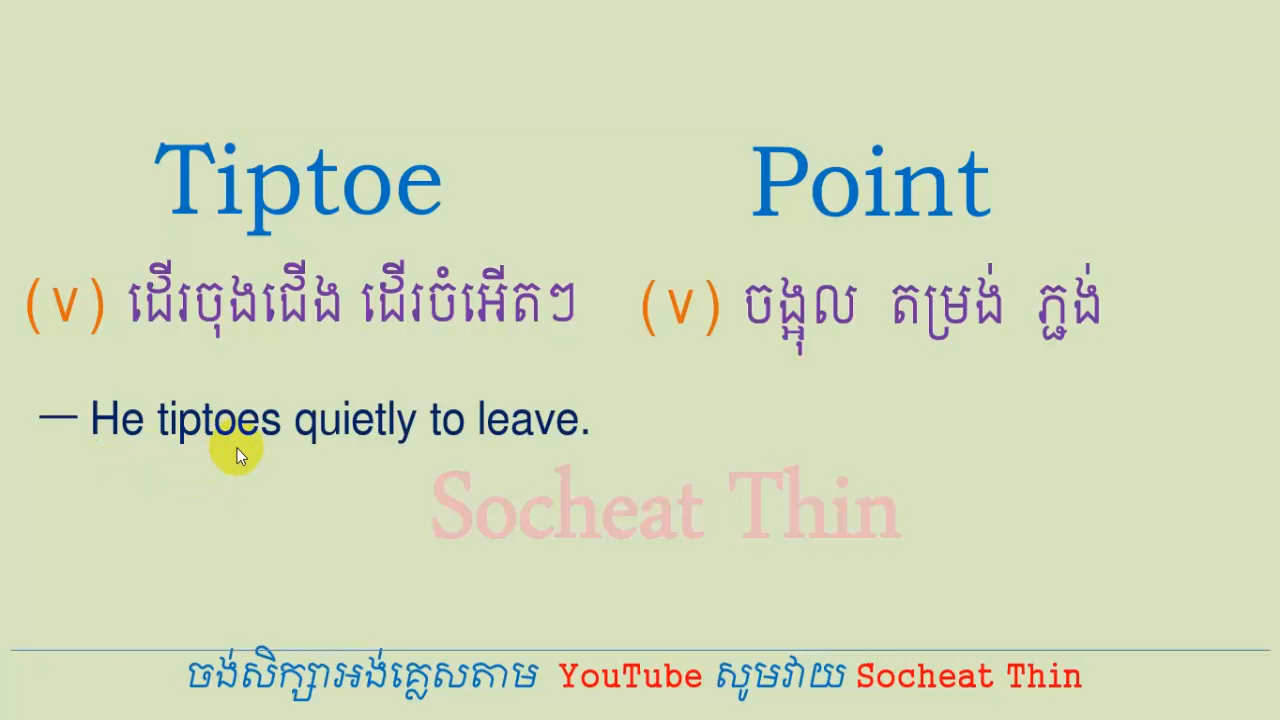 Tiptoe Point
(v) ដើរចុងជើង ដើរចំអើតៗ (v) ចង្អុល តម្រង់ ភ្ជង់
— He tiptoes quietly to leave.
Socheat Thin
ចង់សិក្សាអង់គ្លេសតាម YouTube សូមវាយ Socheat Thin